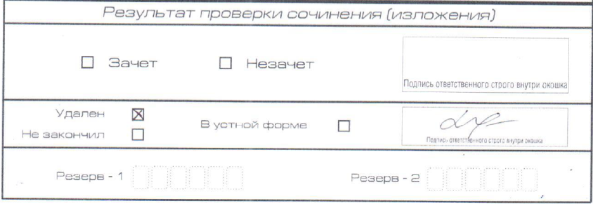 Результат проверки сочинения (изложения)
Зачет Незачет
Подпись ответственного строго внутри окошка
Удален
В устной форме
Не закончил
Подпись ответственного строго внутри окошка
Резерв - 1 Резерв - 2